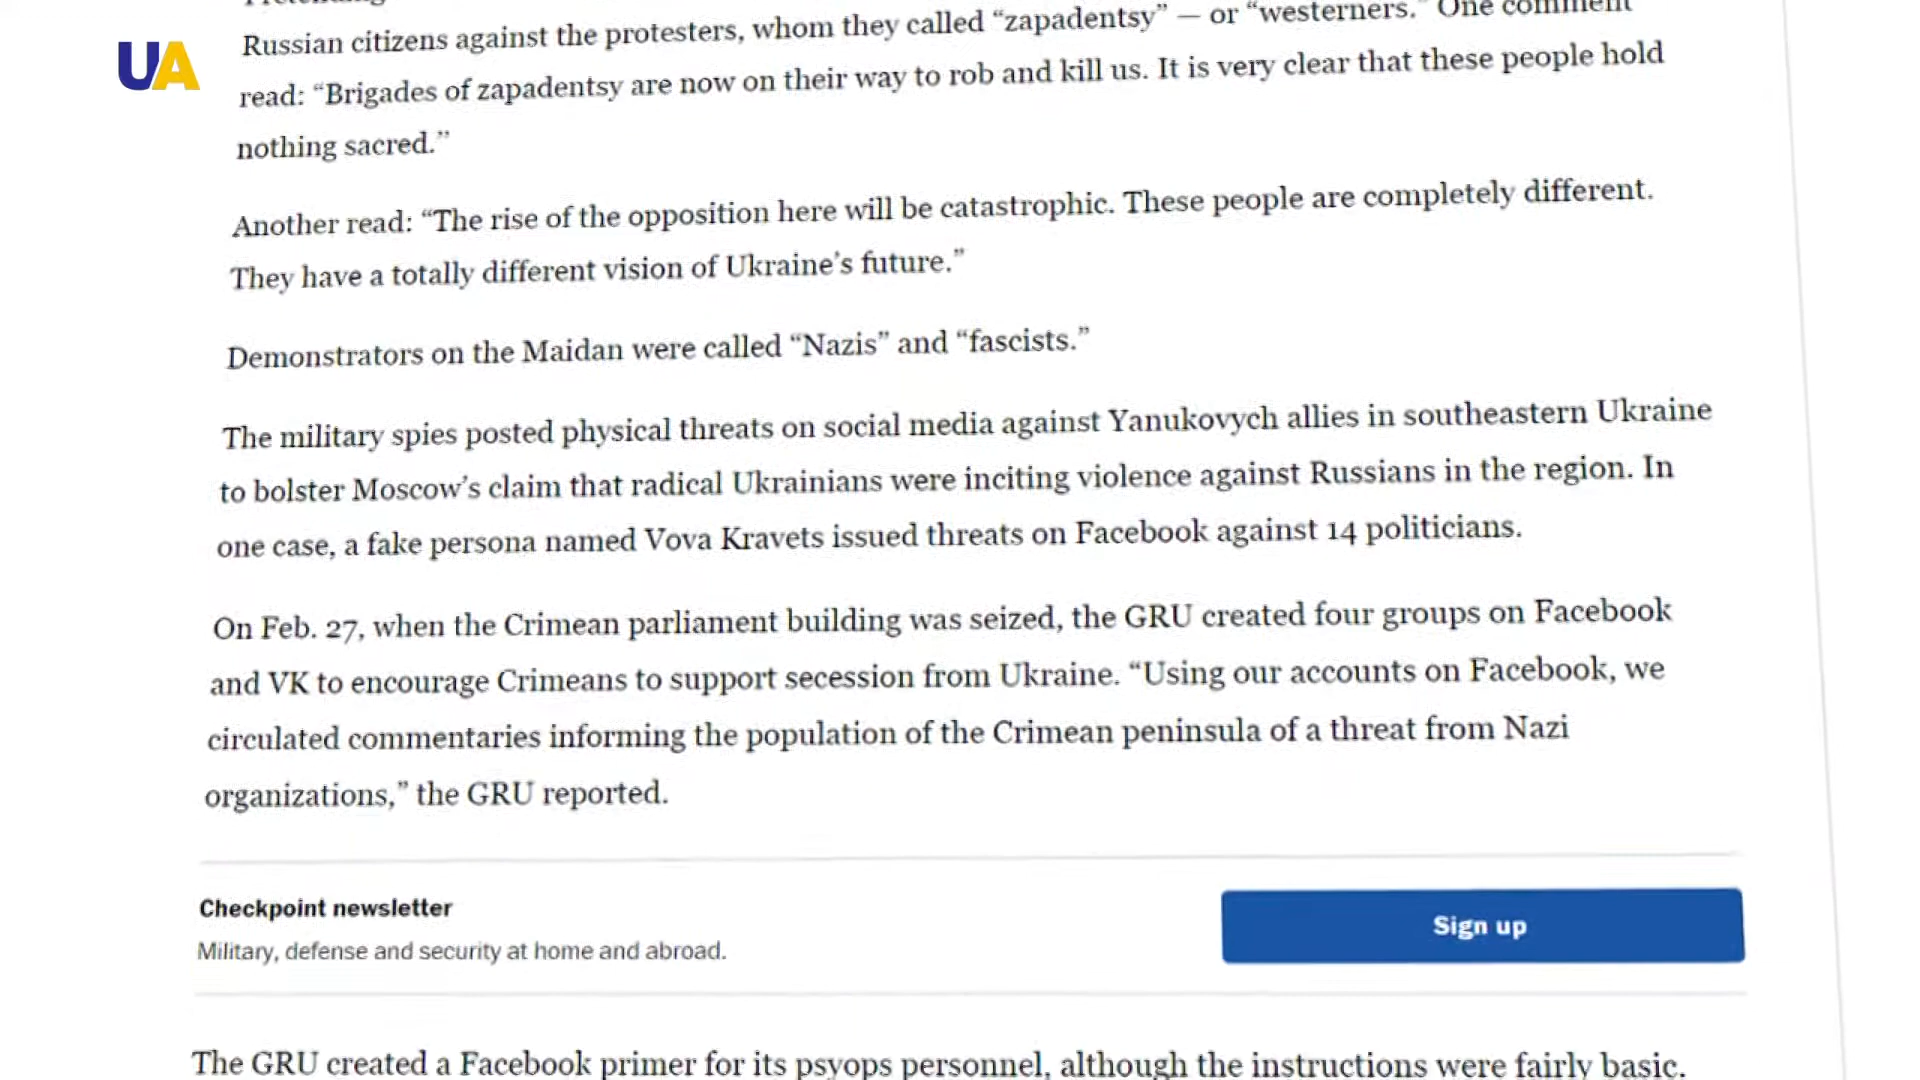 Russian citizens against the protesters, whom they called “zapadentsy” — or “westerners.” One comment
UA
read: “Brigades of zapadentsy are now on their way to rob and kill us. It is very clear that these people hold
nothing sacred.”
Another read: “The rise of the opposition here will be catastrophic. These people are completely different.
They have a totally different vision of Ukraine’s future.”
Demonstrators on the Maidan were called “Nazis” and “fascists.”
The military spies posted physical threats on social media against Yanukovych allies in southeastern Ukraine
to bolster Moscow’s claim that radical Ukrainians were inciting violence against Russians in the region. In
one case, a fake persona named Vova Kravets issued threats on Facebook against 14 politicians.
On Feb. 27, when the Crimean parliament building was seized, the GRU created four groups on Facebook
and VK to encourage Crimeans to support secession from Ukraine. “Using our accounts on Facebook, we
circulated commentaries informing the population of the Crimean peninsula of a threat from Nazi
organizations,” the GRU reported.
Checkpoint newsletter
Sign up
Military, defense and security at home and abroad.
The GRU created a Facebook primer for its psyops personnel, although the instructions were fairly basic.